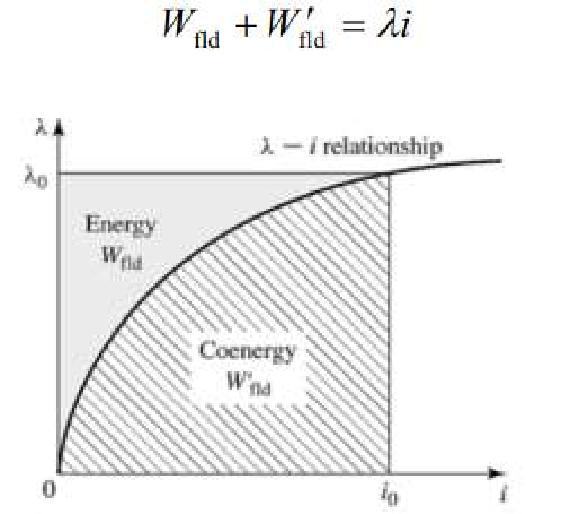 W_fld + W′_fld = λi
λ
λ – i relationship
λ₀
Energy
W_fld
Coenergy
W′_fld
0
i₀
i